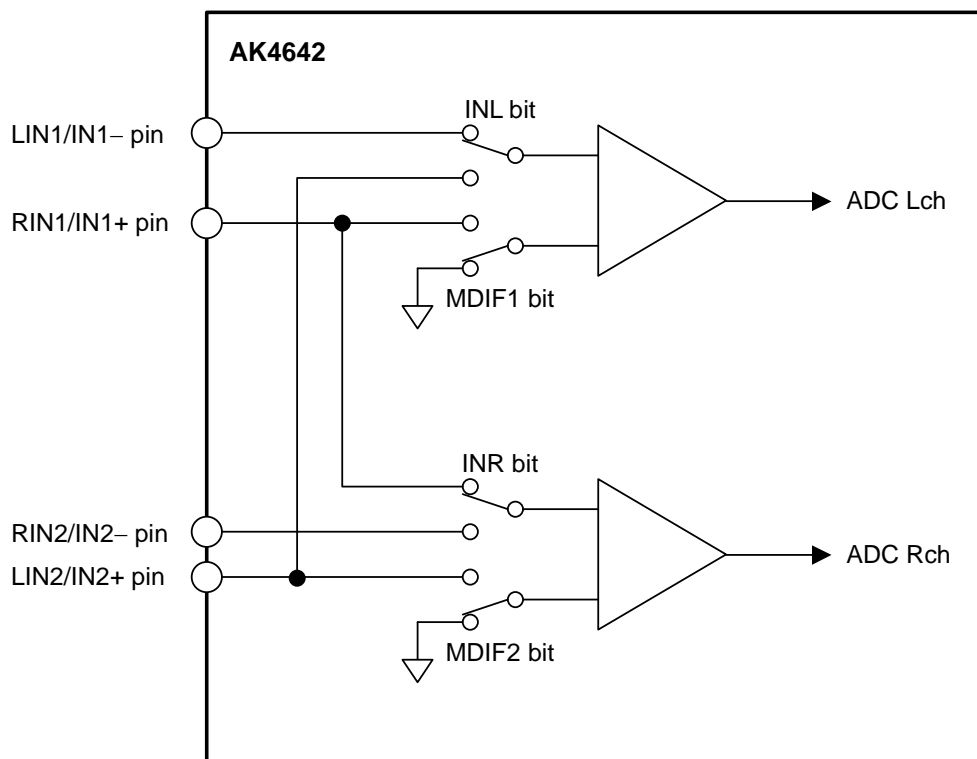 AK4642
INL bit
LIN1/IN1− pin
RIN1/IN1+ pin
ADC Lch
MDIF1 bit
INR bit
RIN2/IN2− pin
LIN2/IN2+ pin
ADC Rch
MDIF2 bit